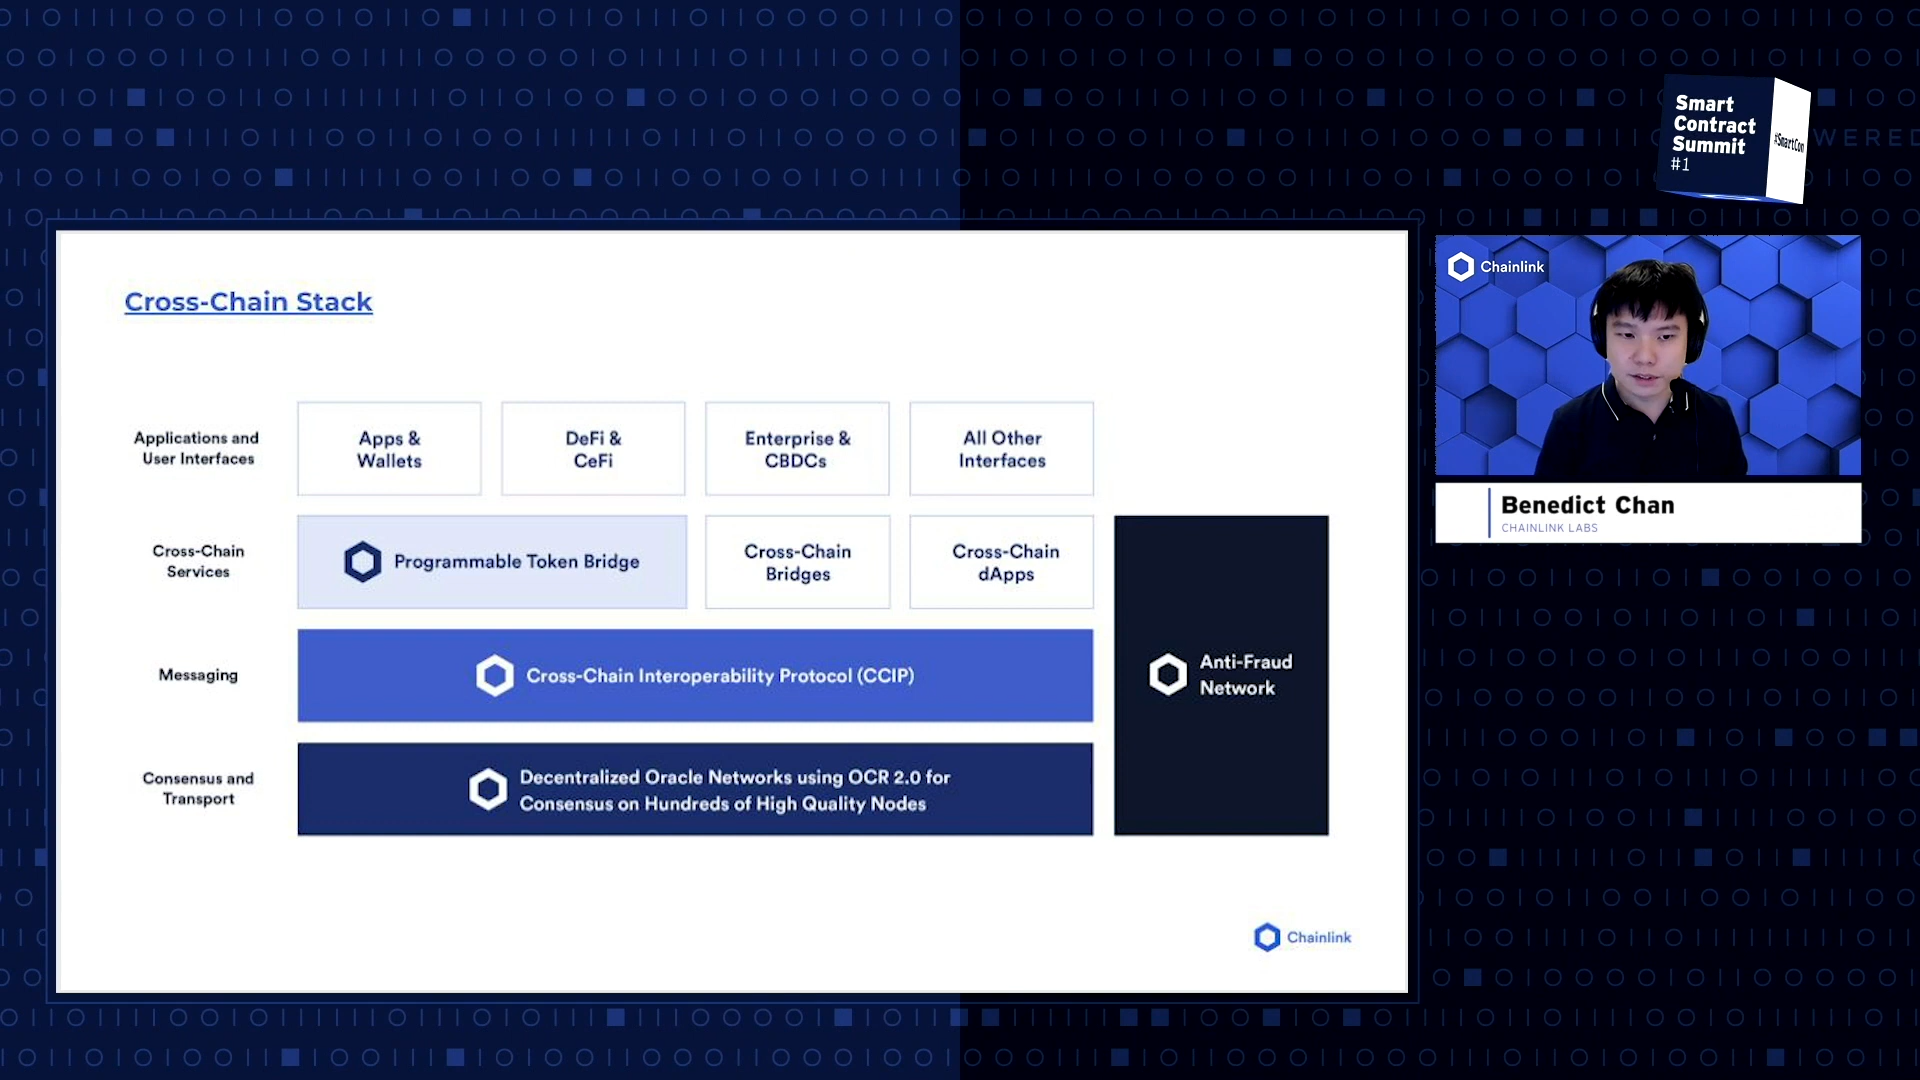 Smart
Contract
Summit
#1
#SmartCon
WERED
Cross-Chain Stack
Applications and
User Interfaces
Apps &
Wallets
DeFi &
CeFi
Enterprise &
CBDCs
All Other
Interfaces
Cross-Chain
Services
Programmable Token Bridge
Cross-Chain
Bridges
Cross-Chain
dApps
Messaging
Cross-Chain Interoperability Protocol (CCIP)
Anti-Fraud
Network
Consensus and
Transport
Decentralized Oracle Networks using OCR 2.0 for
Consensus on Hundreds of High Quality Nodes
Chainlink
Chainlink
Benedict Chan
CHAINLINK LABS